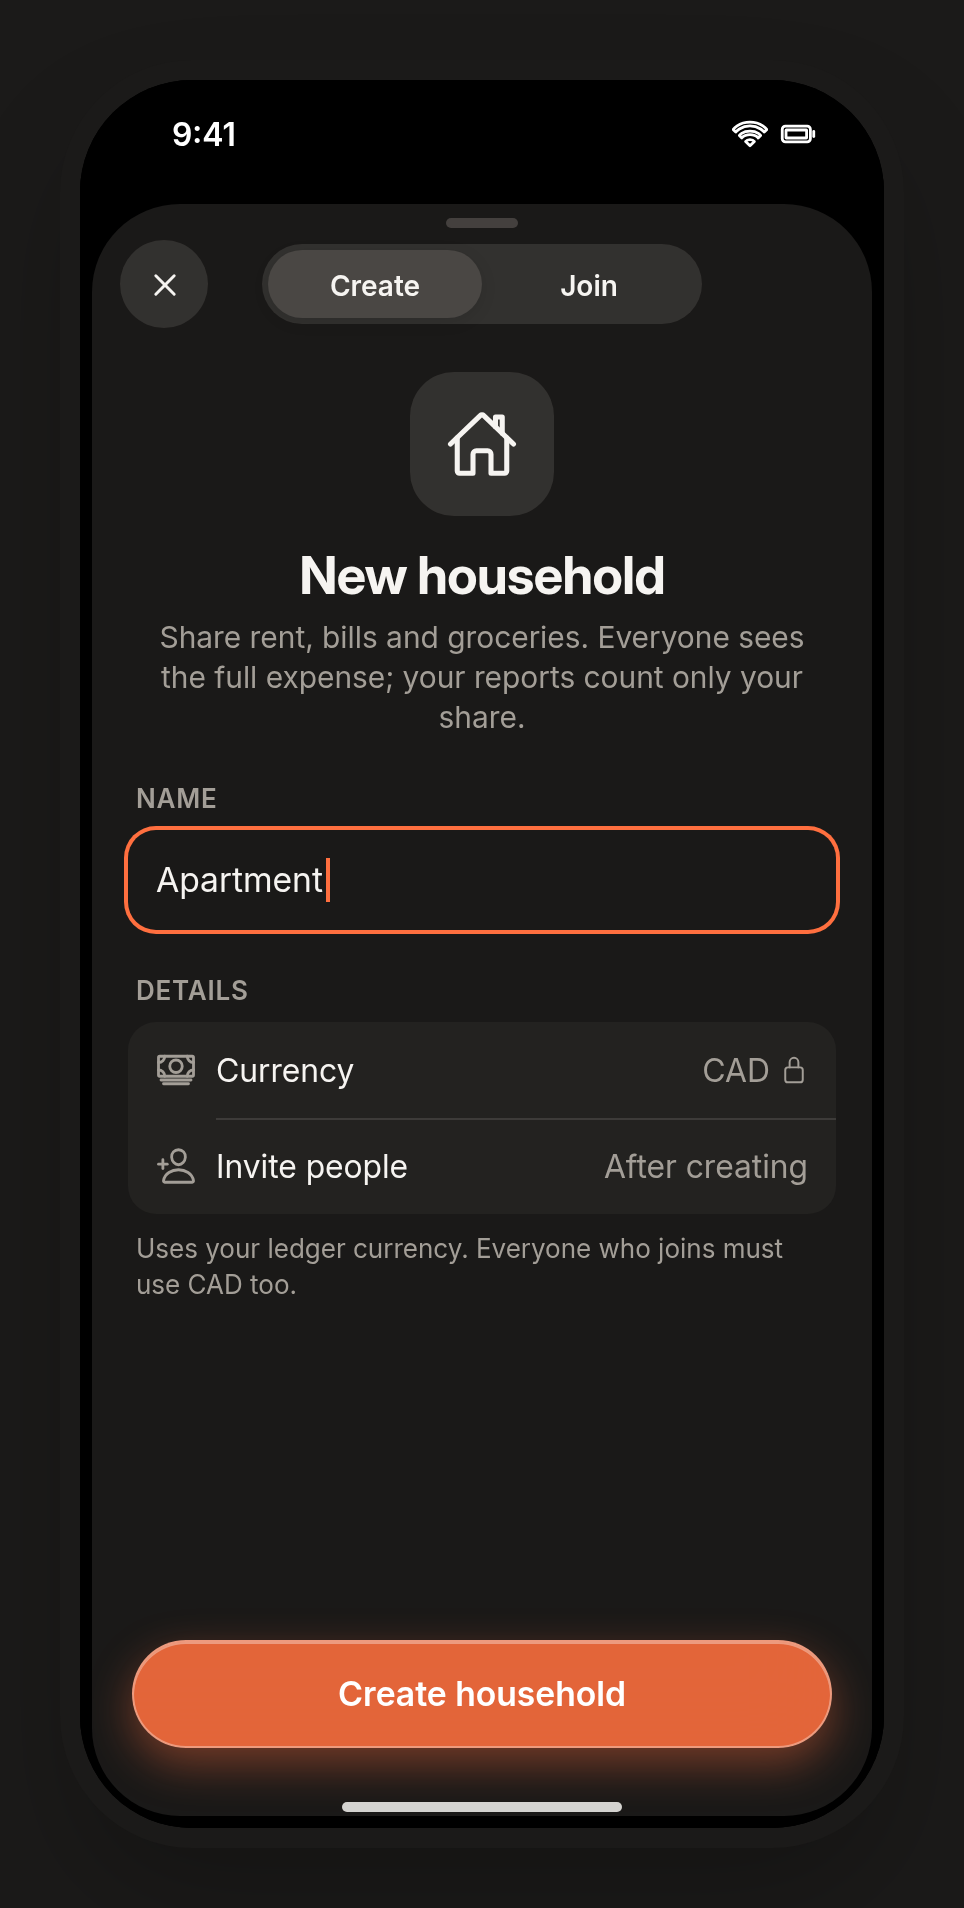 9:41
Create
Join
New household
Share rent, bills and groceries. Everyone sees
the full expense; your reports count only your
share.
NAME
Apartment
DETAILS
Currency
CAD
Invite people
After creating
Uses your ledger currency. Everyone who joins must
use CAD too.
Create household